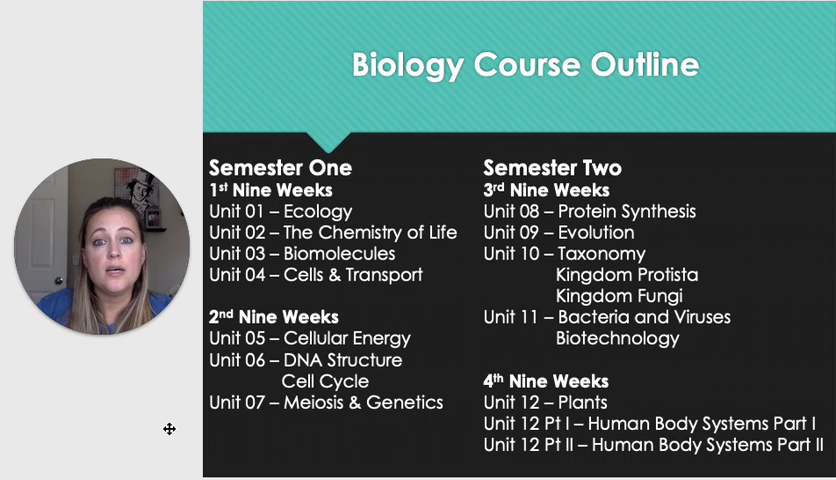 Biology Course Outline
Semester One
1st Nine Weeks
Unit 01 – Ecology
Unit 02 – The Chemistry of Life
Unit 03 – Biomolecules
Unit 04 – Cells & Transport
2nd Nine Weeks
Unit 05 – Cellular Energy
Unit 06 – DNA Structure
Cell Cycle
Unit 07 – Meiosis & Genetics
Semester Two
3rd Nine Weeks
Unit 08 – Protein Synthesis
Unit 09 – Evolution
Unit 10 – Taxonomy
Kingdom Protista
Kingdom Fungi
Unit 11 – Bacteria and Viruses
Biotechnology
4th Nine Weeks
Unit 12 – Plants
Unit 12 Pt I – Human Body Systems Part I
Unit 12 Pt II – Human Body Systems Part II